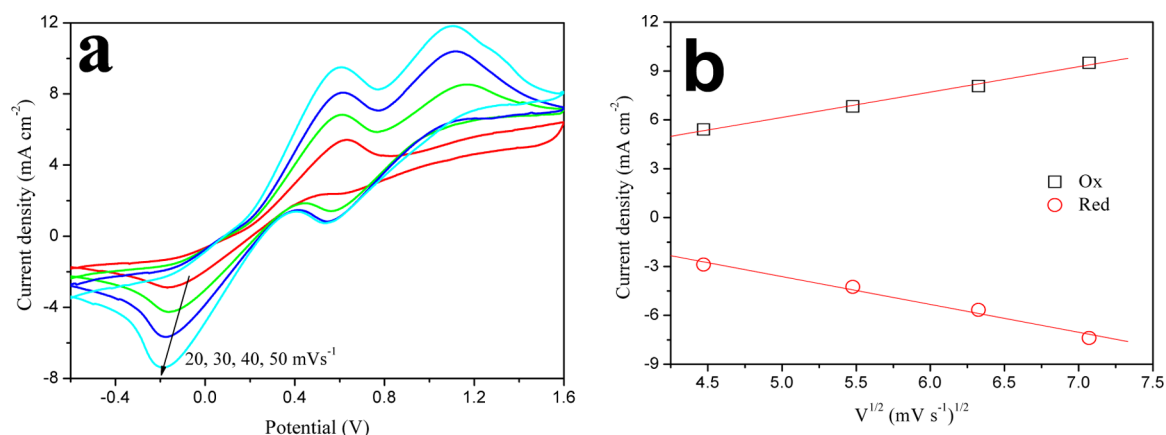 a
12
8
4
0
-4
-8
Current density (mA cm⁻²)
20, 30, 40, 50 mVs⁻¹
-0.4 0.0 0.4 0.8 1.2 1.6
Potential (V)
b
12
9
6
3
0
-3
-6
-9
Current density (mA cm⁻²)
Ox
Red
4.5 5.0 5.5 6.0 6.5 7.0 7.5
V¹/² (mV s⁻¹)¹/²